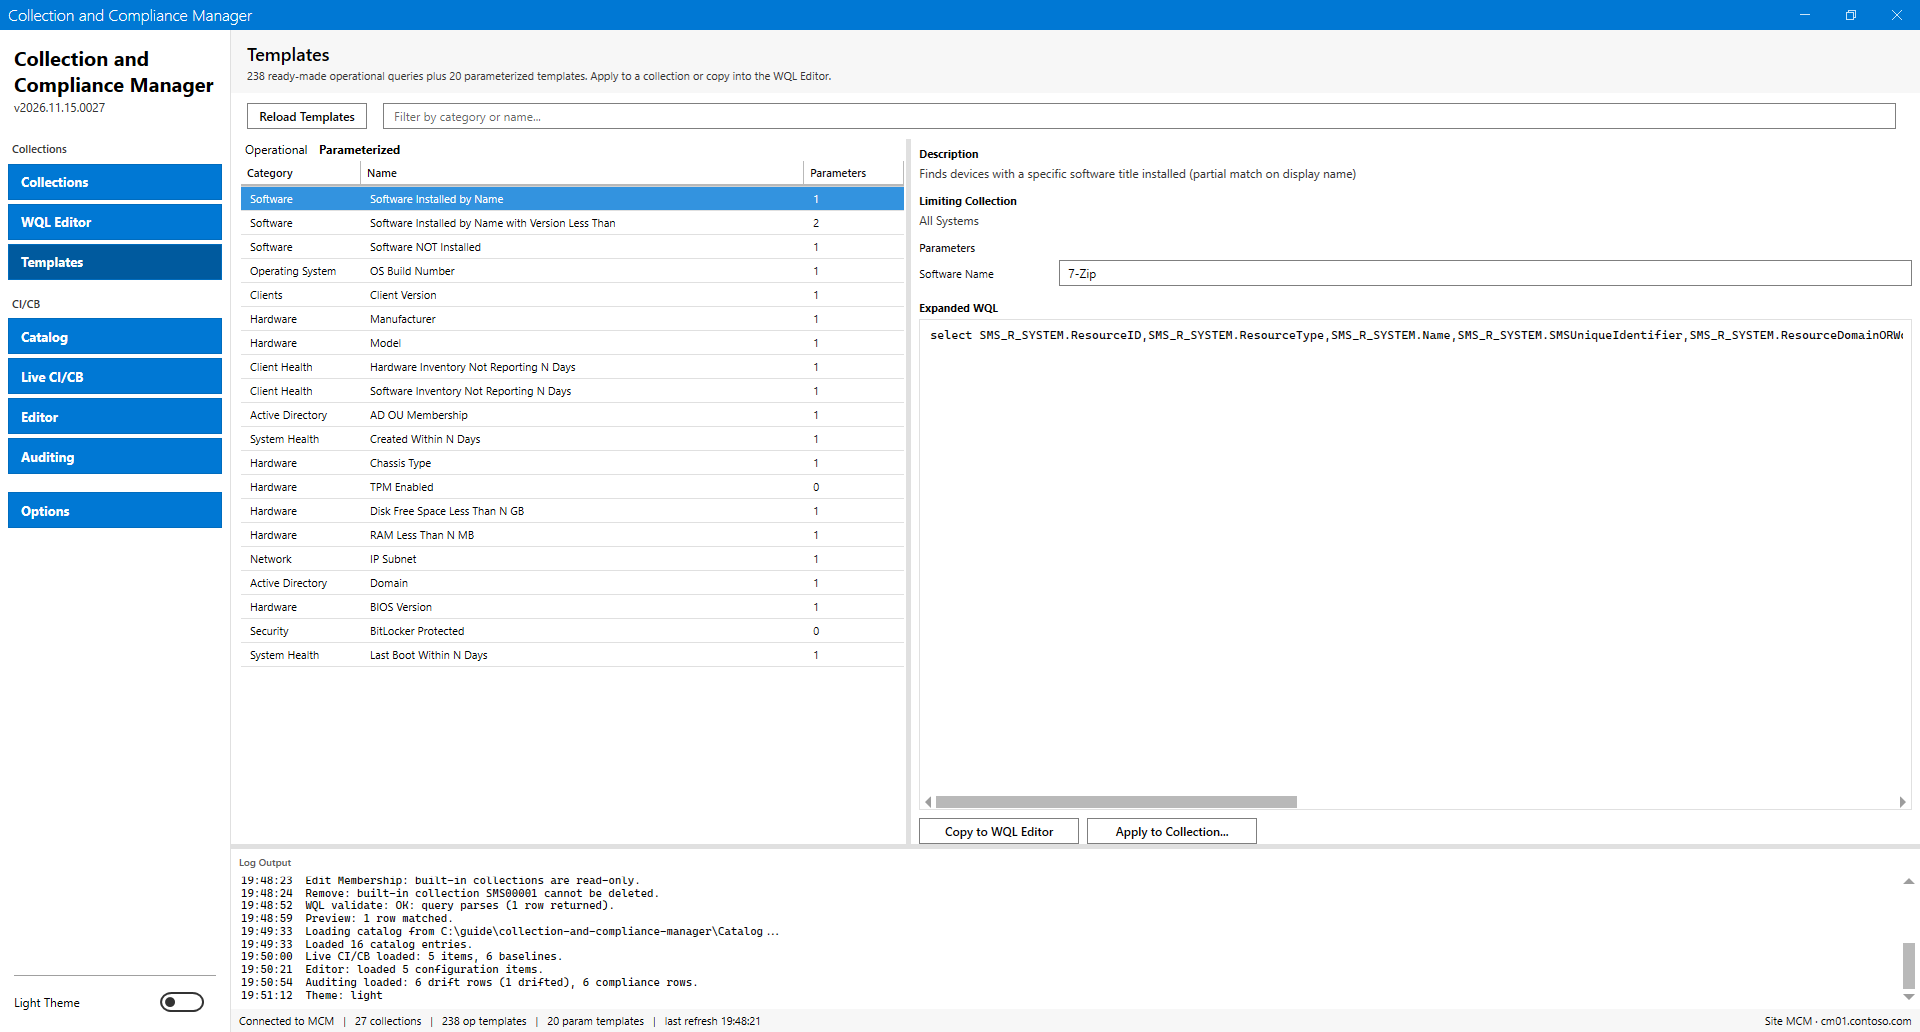 Collection and Compliance Manager
Collection and
Compliance Manager
v2026.11.15.0027
Collections
Collections
WQL Editor
Templates
CI/CB
Catalog
Live CI/CB
Editor
Auditing
Options
Light Theme
Templates
238 ready-made operational queries plus 20 parameterized templates. Apply to a collection or copy into the WQL Editor.
Reload Templates
Filter by category or name...
Operational Parameterized
Category Name Parameters
Software Software Installed by Name 1
Software Software Installed by Name with Version Less Than 2
Software Software NOT Installed 1
Operating System OS Build Number 1
Clients Client Version 1
Hardware Manufacturer 1
Hardware Model 1
Client Health Hardware Inventory Not Reporting N Days 1
Client Health Software Inventory Not Reporting N Days 1
Active Directory AD OU Membership 1
System Health Created Within N Days 1
Hardware Chassis Type 1
Hardware TPM Enabled 0
Hardware Disk Free Space Less Than N GB 1
Hardware RAM Less Than N MB 1
Network IP Subnet 1
Active Directory Domain 1
Hardware BIOS Version 1
Security BitLocker Protected 0
System Health Last Boot Within N Days 1
Description
Finds devices with a specific software title installed (partial match on display name)
Limiting Collection
All Systems
Parameters
Software Name 7-Zip
Expanded WQL
select SMS_R_SYSTEM.ResourceID,SMS_R_SYSTEM.ResourceType,SMS_R_SYSTEM.Name,SMS_R_SYSTEM.SMSUniqueIdentifier,SMS_R_SYSTEM.ResourceDomainORW
Copy to WQL Editor Apply to Collection...
Log Output
19:48:23 Edit Membership: built-in collections are read-only.
19:48:24 Remove: built-in collection SMS00001 cannot be deleted.
19:48:52 WQL validate: OK: query parses (1 row returned).
19:48:59 Preview: 1 row matched.
19:49:33 Loading catalog from C:\guide\collection-and-compliance-manager\Catalog...
19:49:33 Loaded 16 catalog entries.
19:50:00 Live CI/CB loaded: 5 items, 6 baselines.
19:50:21 Editor: loaded 5 configuration items.
19:50:54 Auditing loaded: 6 drift rows (1 drifted), 6 compliance rows.
19:51:12 Theme: light
Connected to MCM | 27 collections | 238 op templates | 20 param templates | last refresh 19:48:21
Site MCM · cm01.contoso.com